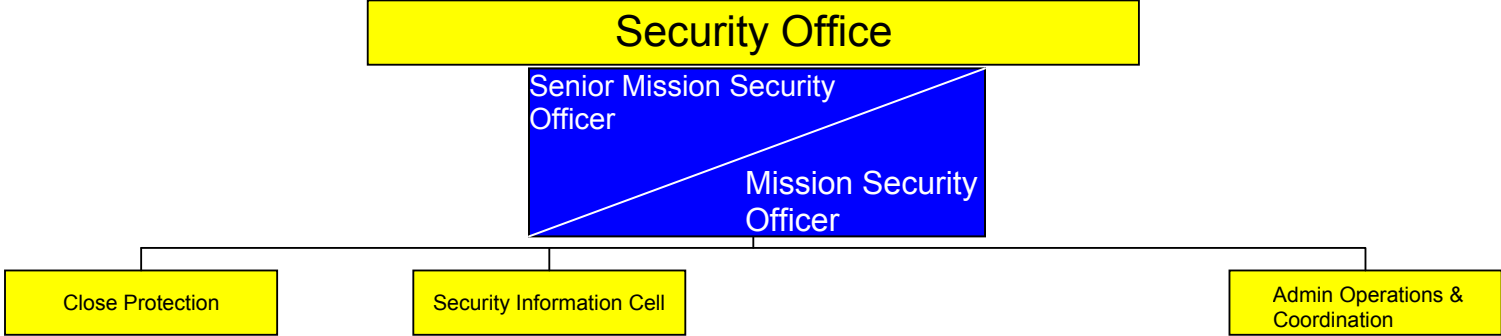 Security Office
Senior Mission Security
Officer
Mission Security
Officer
Close Protection
Security Information Cell
Admin Operations &
Coordination